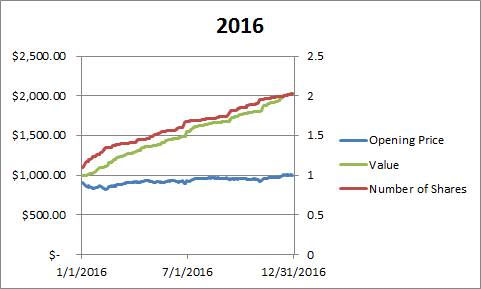 2016
$2,500.00 2.5
$2,000.00 2
$1,500.00 1.5
$1,000.00 1
$500.00 0.5
$- 0
1/1/2016 7/1/2016 12/31/2016
Opening Price
Value
Number of Shares